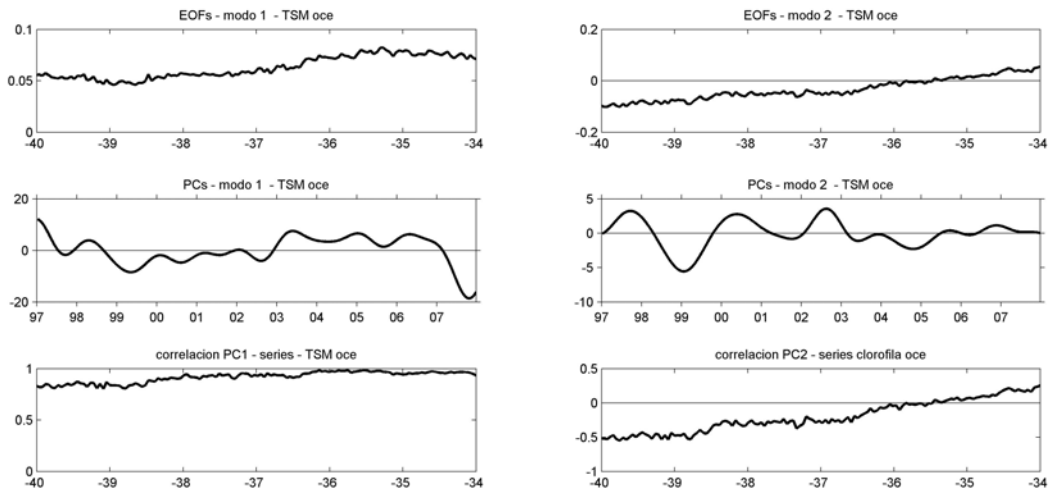 EOFs - modo 1 - TSM oce
0.1
0.05
0
-40 -39 -38 -37 -36 -35 -34
PCs - modo 1 - TSM oce
20
0
-20
97 98 99 00 01 02 03 04 05 06 07
correlacion PC1 - series - TSM oce
1
0.5
0
-40 -39 -38 -37 -36 -35 -34
EOFs - modo 2 - TSM oce
0.2
0
-0.2
-40 -39 -38 -37 -36 -35 -34
PCs - modo 2 - TSM oce
5
0
-5
-10
97 98 99 00 01 02 03 04 05 06 07
correlacion PC2 - series clorofila oce
0.5
0
-0.5
-1
-40 -39 -38 -37 -36 -35 -34